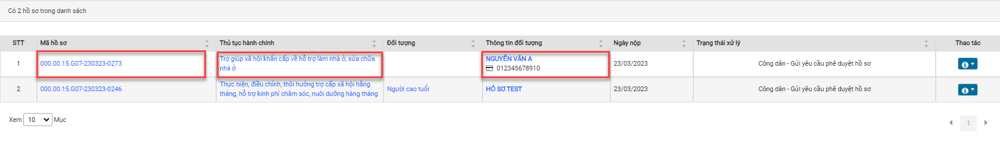 Có 2 hồ sơ trong danh sách
STT Mã hồ sơ Thủ tục hành chính Đối tượng Thông tin đối tượng Ngày nộp Trạng thái xử lý Thao tác
1 000.00.15.G07-230323-0273 Trợ giúp xã hội khẩn cấp về hỗ trợ làm nhà ở, sửa chữa nhà ở NGUYỄN VĂN A 012345678910 23/03/2023 Công dân - Gửi yêu cầu phê duyệt hồ sơ
2 000.00.15.G07-230323-0246 Thực hiện, điều chỉnh, thôi hưởng trợ cấp xã hội hằng tháng, hỗ trợ kinh phí chăm sóc, nuôi dưỡng hàng tháng Người cao tuổi HỒ SƠ TEST 23/03/2023 Công dân - Gửi yêu cầu phê duyệt hồ sơ
Xem 10 Mục 1